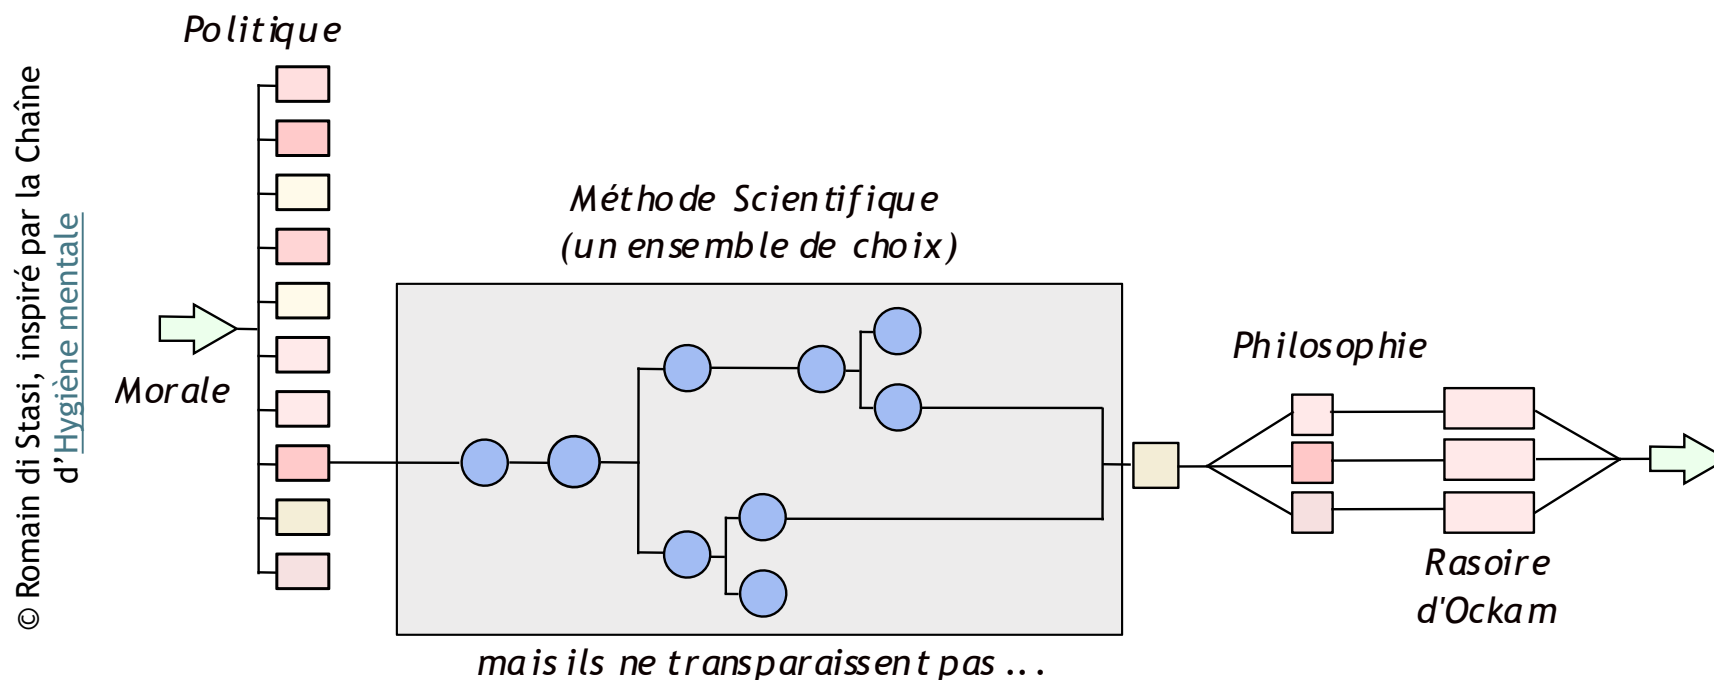 Politique
© Romain di Stasi, inspiré par la Chaîne
d’Hygiène mentale
Méthode Scientifique
(un ensemble de choix)
Morale
Philosophie
Rasoire
d'Ockam
mais ils ne transparaissent pas ...